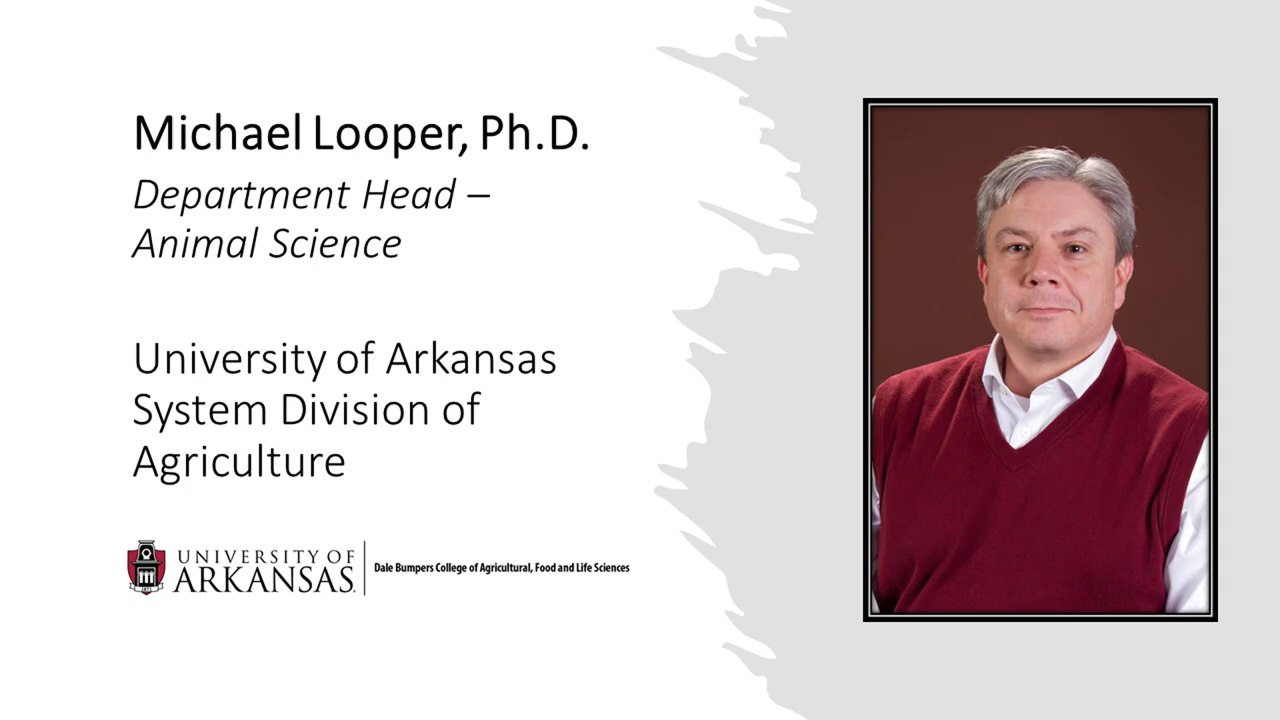 Michael Looper, Ph.D.
Department Head –
Animal Science
University of Arkansas
System Division of
Agriculture
UNIVERSITY OF
ARKANSAS
Dale Bumpers College of Agricultural, Food and Life Sciences
1871